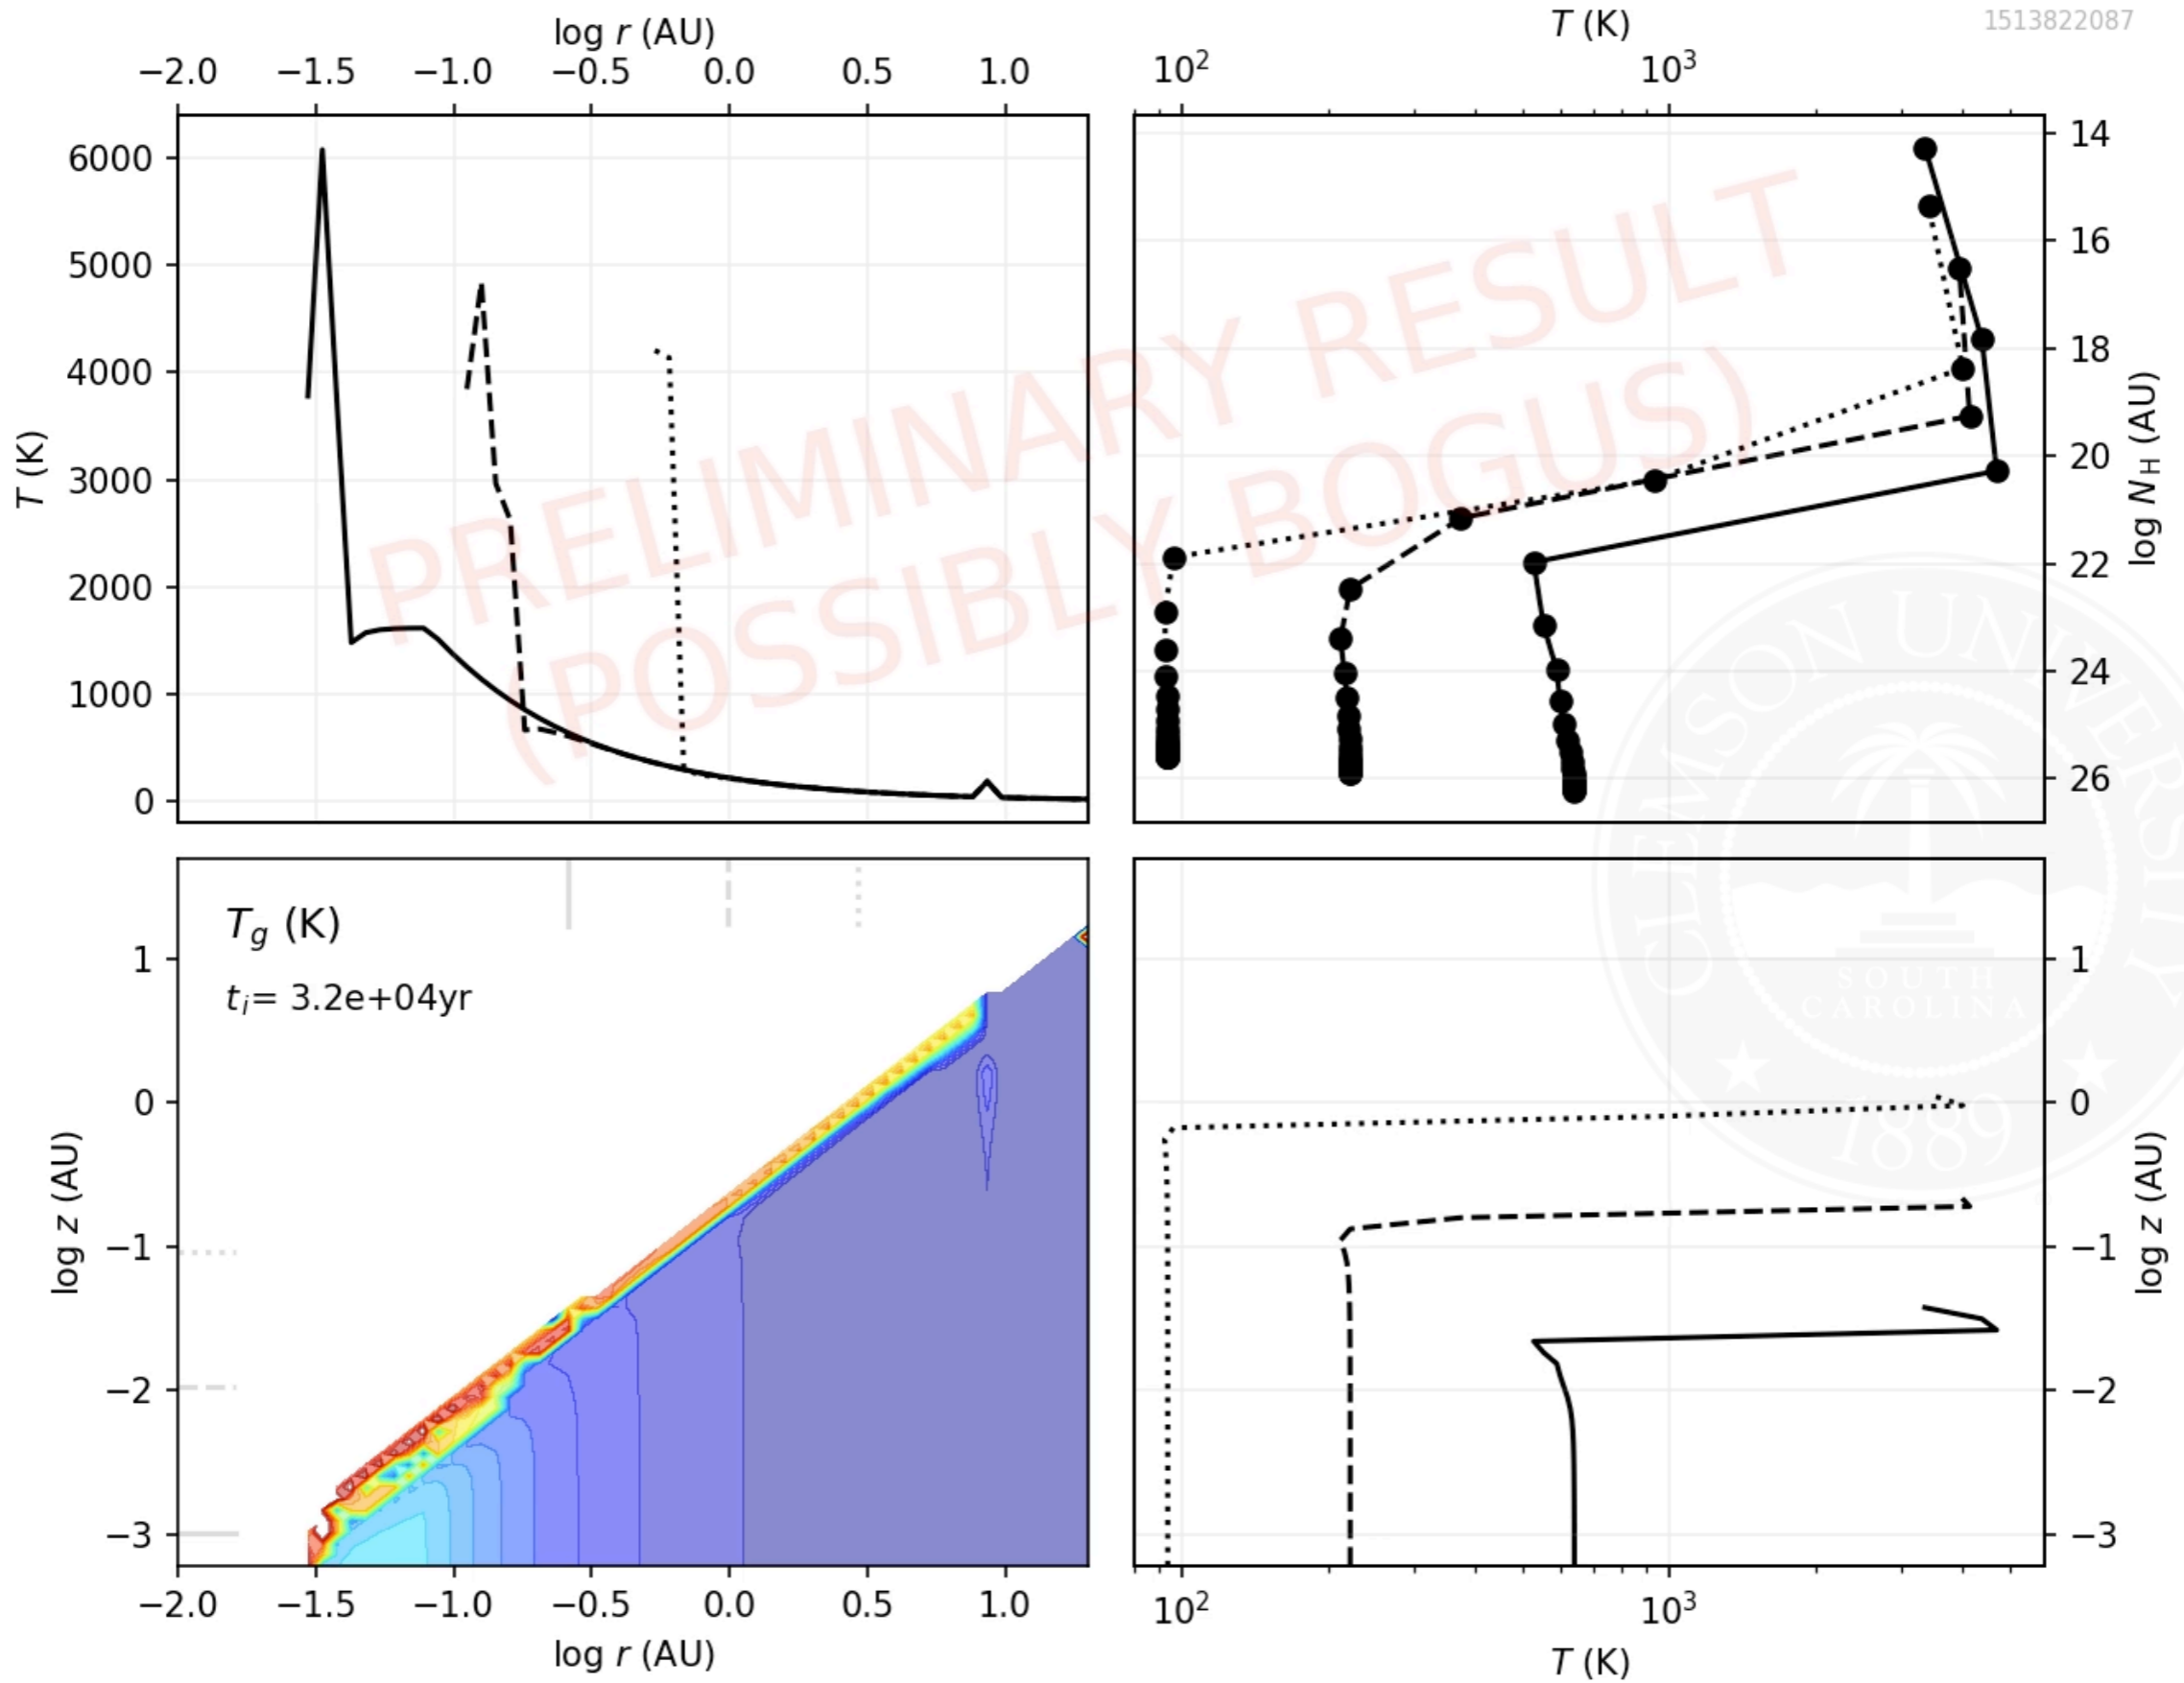 1513822087
log r (AU)
−2.0 −1.5 −1.0 −0.5 0.0 0.5 1.0
T (K)
10² 10³
T (K)
6000
5000
4000
3000
2000
1000
0
14
16
18
20
22
24
26
log N_H (AU)
PRELIMINARY RESULT
(POSSIBLY BOGUS)
T_g (K)
t_i= 3.2e+04yr
log z (AU)
1
0
−1
−2
−3
−2.0 −1.5 −1.0 −0.5 0.0 0.5 1.0
log r (AU)
1
0
−1
−2
−3
log z (AU)
10² 10³
T (K)
CLEMSON UNIVERSITY
SOUTH
CAROLINA
1889